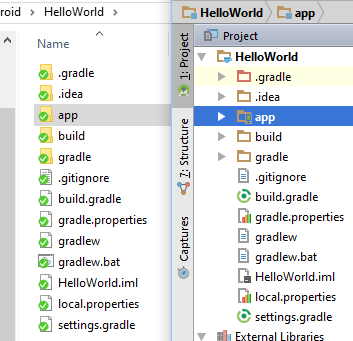 roid > HelloWorld >
Name
.gradle
.idea
app
build
gradle
.gitignore
build.gradle
gradle.properties
gradlew
gradlew.bat
HelloWorld.iml
local.properties
settings.gradle
HelloWorld app
1: Project
7: Structure
Captures
Project
HelloWorld
.gradle
.idea
app
build
gradle
.gitignore
build.gradle
gradle.properties
gradlew
gradlew.bat
HelloWorld.iml
local.properties
settings.gradle
External Libraries